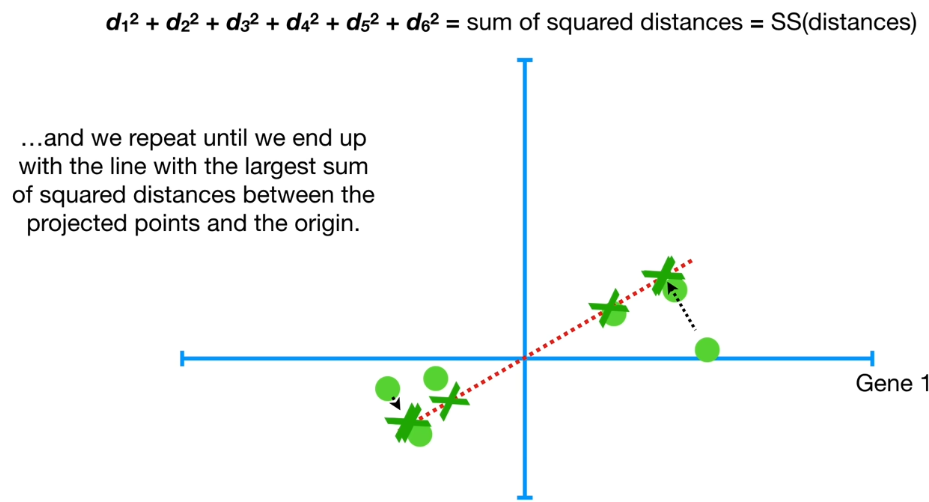 d₁² + d₂² + d₃² + d₄² + d₅² + d₆² = sum of squared distances = SS(distances)
…and we repeat until we end up
with the line with the largest sum
of squared distances between the
projected points and the origin.
Gene 1